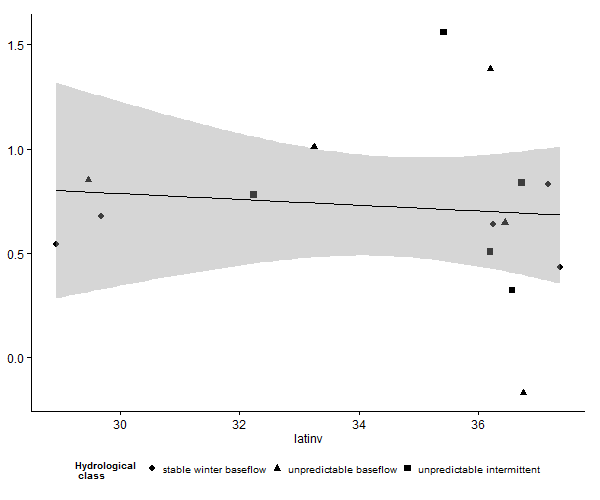 1.5
1.0
0.5
0.0
30 32 34 36
latinv
Hydrological
class
stable winter baseflow unpredictable baseflow unpredictable intermittent